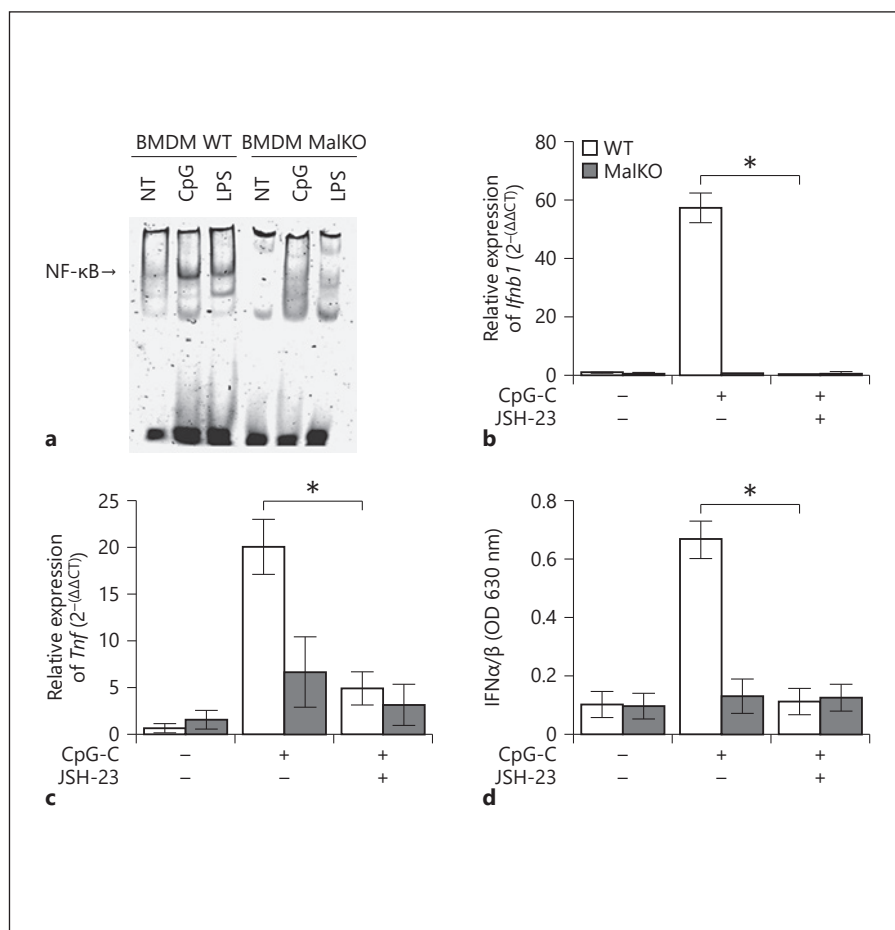 BMDM WT BMDM MalKO
NT CpG LPS NT CpG LPS
NF-κB→
a
Relative expression
of Ifnb1 (2–(ΔΔCT))
80
60
40
20
0
WT
MalKO
*
CpG-C – + +
JSH-23 – – +
b
Relative expression
of Tnf (2–(ΔΔCT))
25
20
15
10
5
0
*
CpG-C – + +
JSH-23 – – +
c
IFNα/β (OD 630 nm)
0.8
0.6
0.4
0.2
0
*
CpG-C – + +
JSH-23 – – +
d